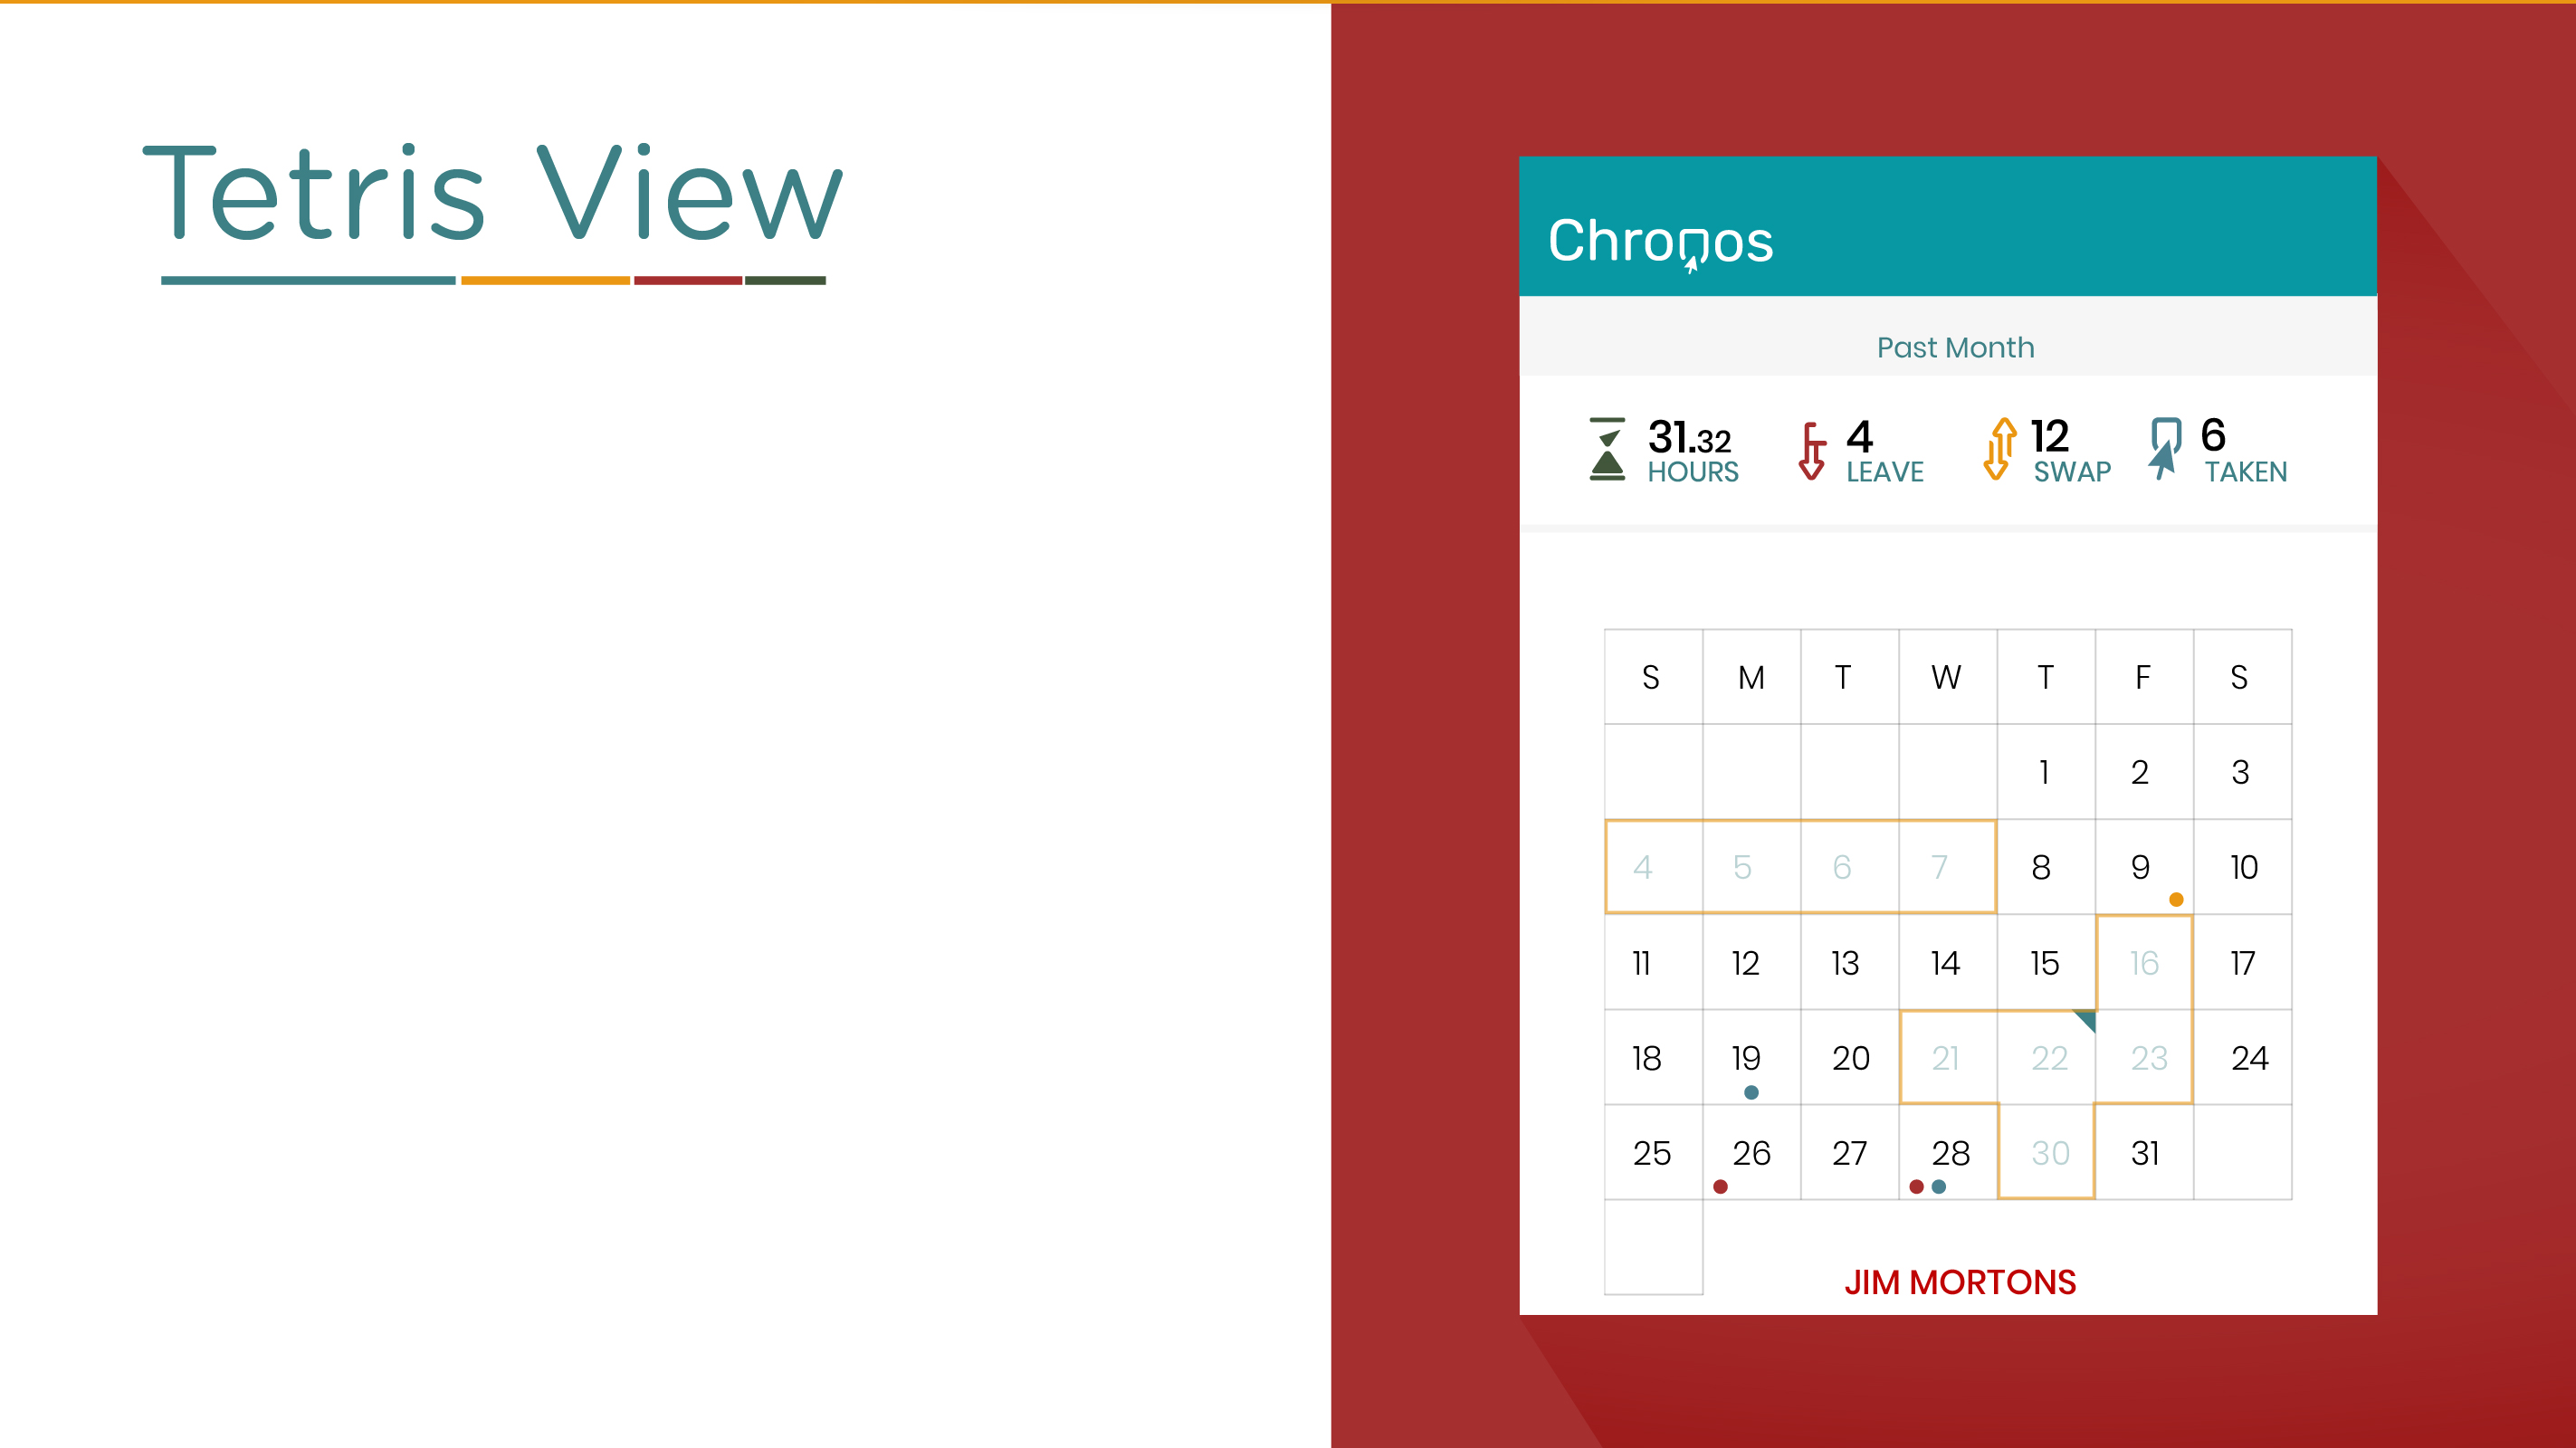 Tetris View
Chronos
Past Month
31.32 4 12 6
HOURS LEAVE SWAP TAKEN
S M T W T F S
1 2 3
4 5 6 7 8 9 10
11 12 13 14 15 16 17
18 19 20 21 22 23 24
25 26 27 28 30 31
JIM MORTONS